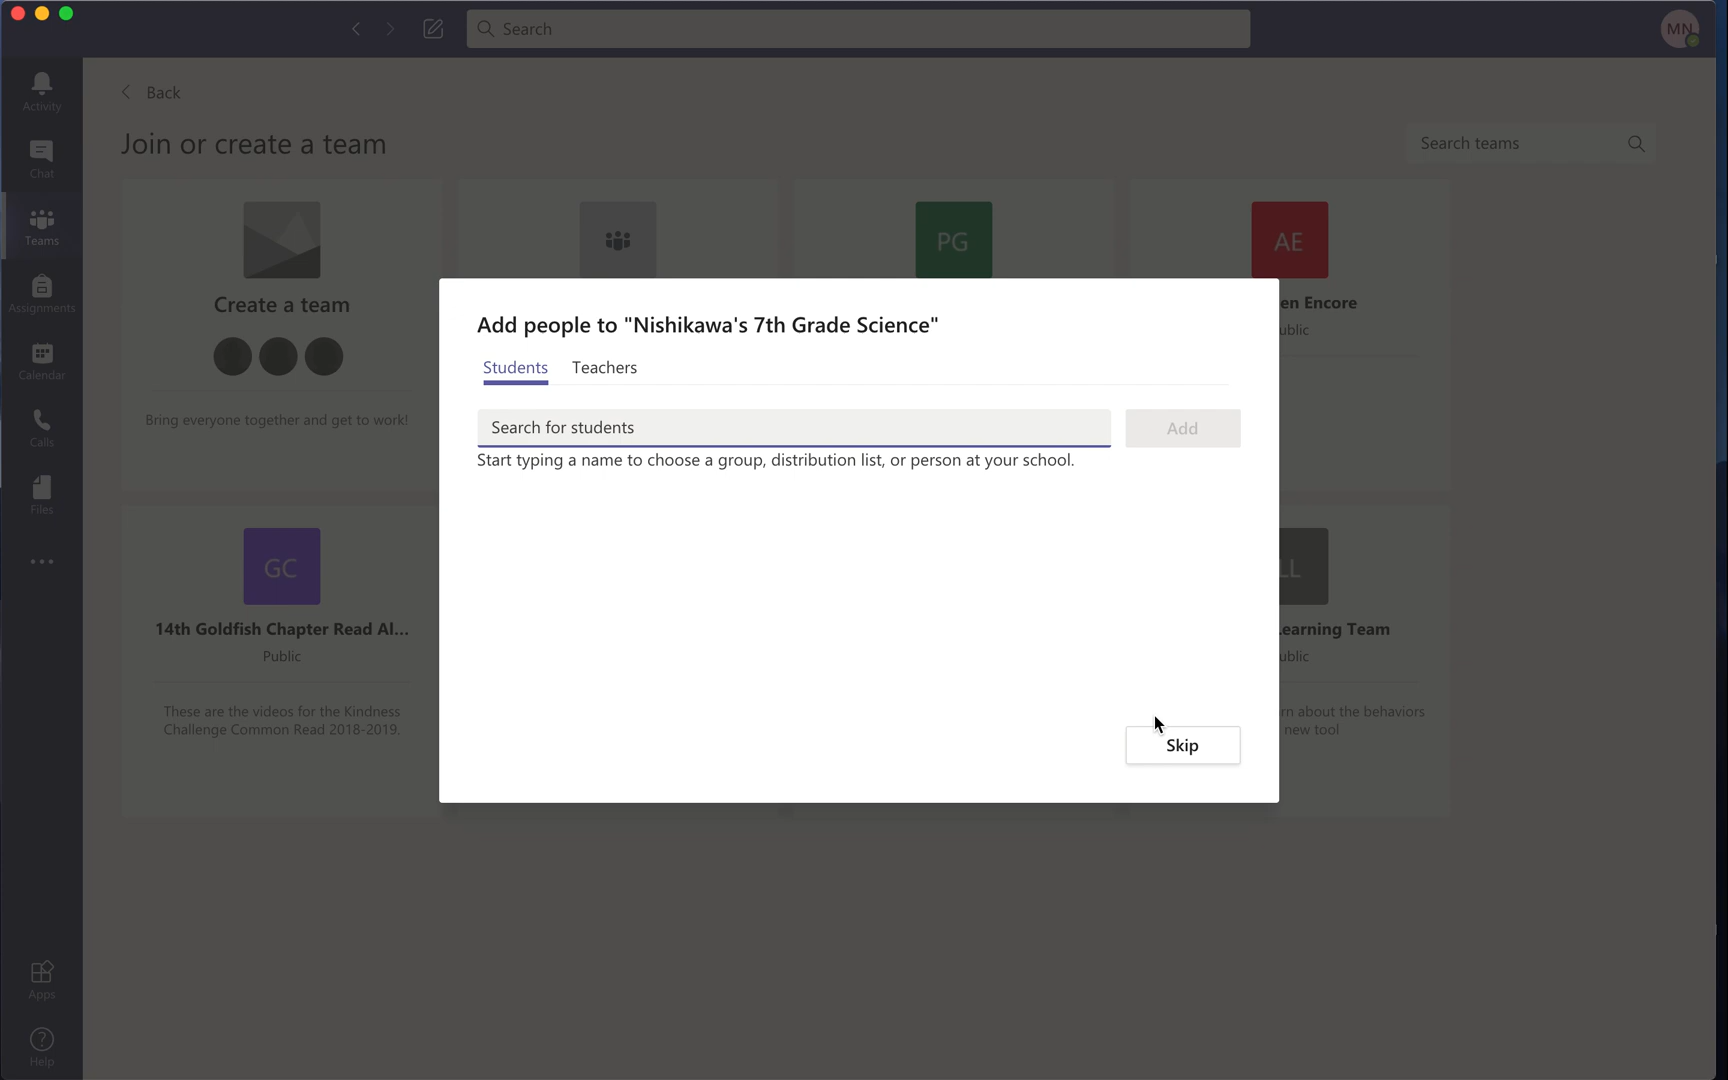 Search
MN
Activity
Chat
Teams
Assignments
Calendar
Calls
Files
Apps
Help
Back
Join or create a team
Search teams
Create a team
Bring everyone together and get to work!
PG
AE
en Encore
ublic
Add people to "Nishikawa's 7th Grade Science"
Students Teachers
Search for students
Add
Start typing a name to choose a group, distribution list, or person at your school.
Skip
GC
14th Goldfish Chapter Read Al...
Public
These are the videos for the Kindness
Challenge Common Read 2018-2019.
LL
earning Team
ublic
rn about the behaviors
new tool